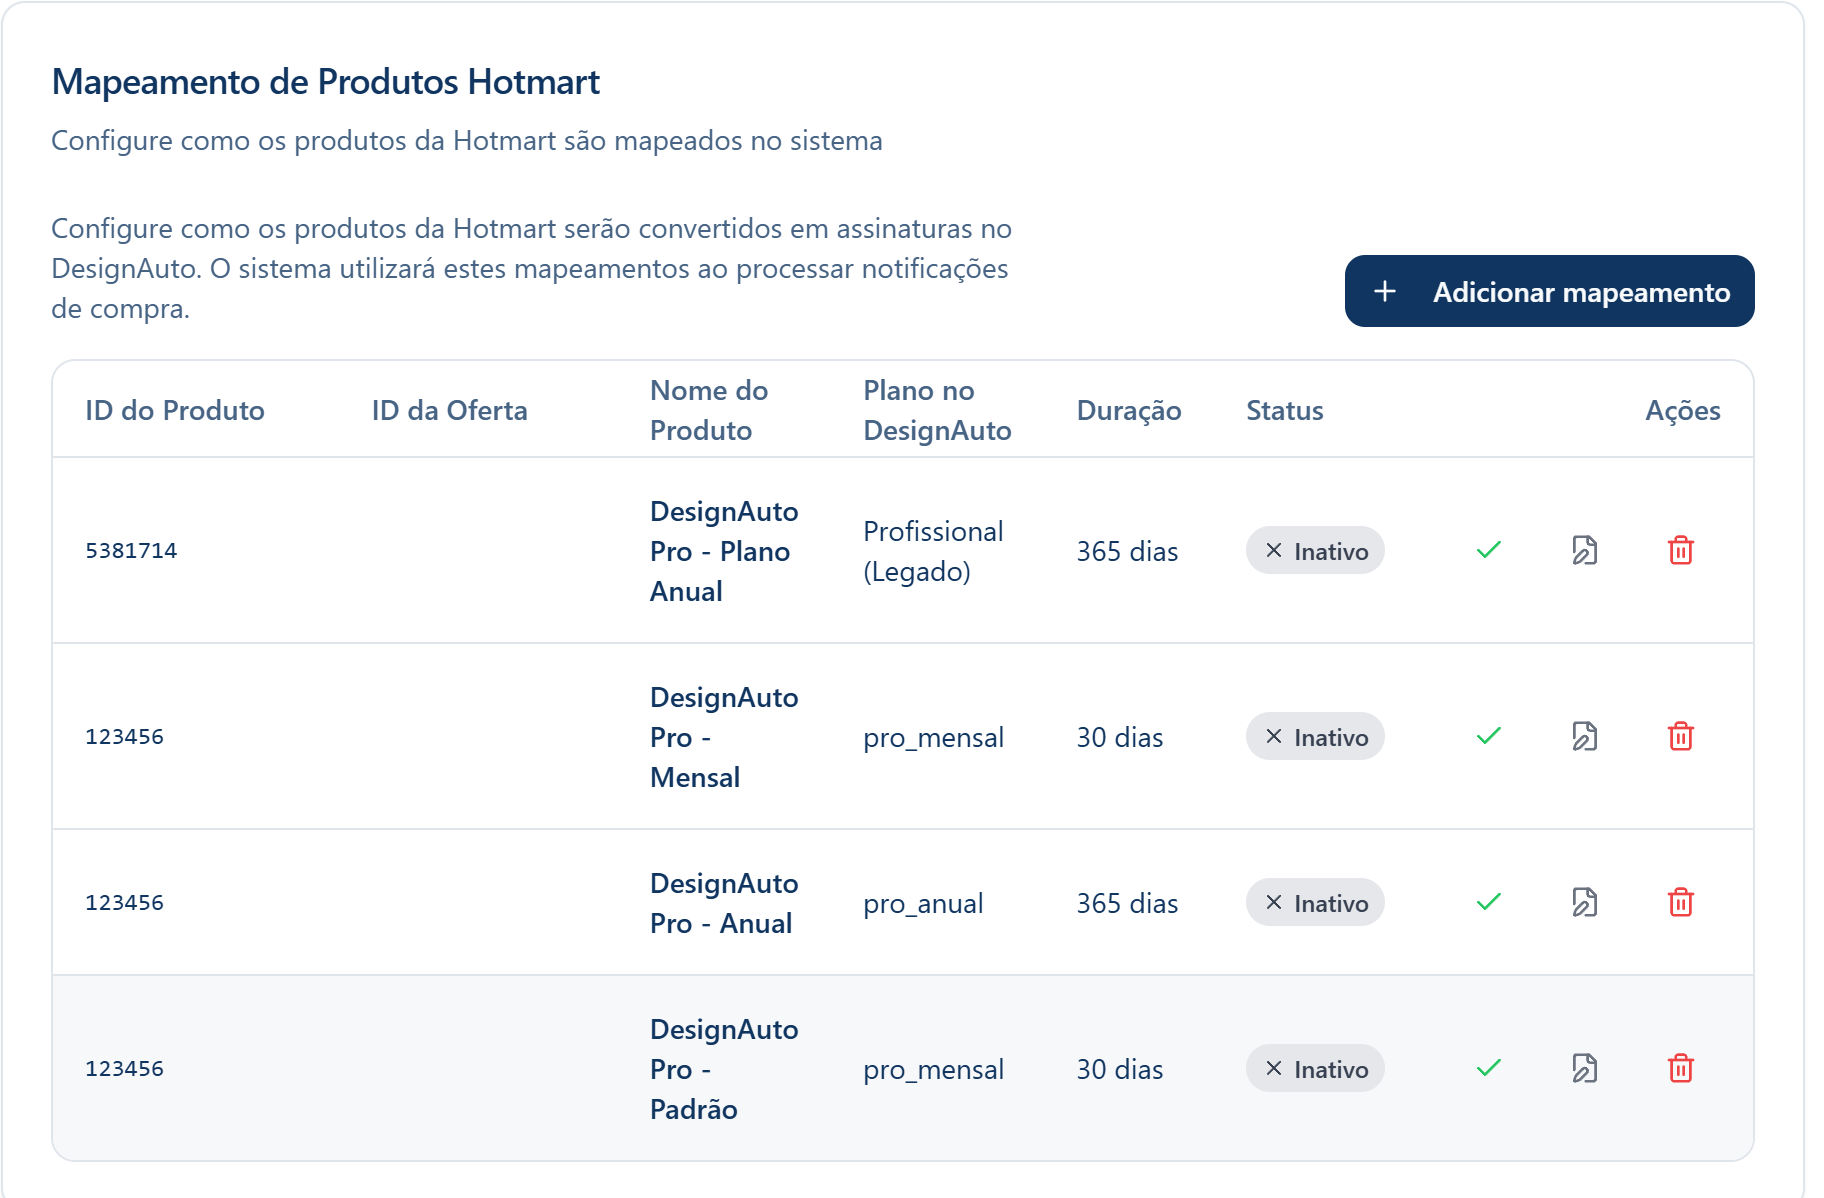 Mapeamento de Produtos Hotmart
Configure como os produtos da Hotmart são mapeados no sistema
Configure como os produtos da Hotmart serão convertidos em assinaturas no
DesignAuto. O sistema utilizará estes mapeamentos ao processar notificações
de compra.
Adicionar mapeamento
ID do Produto
ID da Oferta
Nome do
Produto
Plano no
DesignAuto
Duração
Status
Ações
5381714
DesignAuto
Pro - Plano
Anual
Profissional
(Legado)
365 dias
Inativo
123456
DesignAuto
Pro -
Mensal
pro_mensal
30 dias
Inativo
123456
DesignAuto
Pro - Anual
pro_anual
365 dias
Inativo
123456
DesignAuto
Pro -
Padrão
pro_mensal
30 dias
Inativo